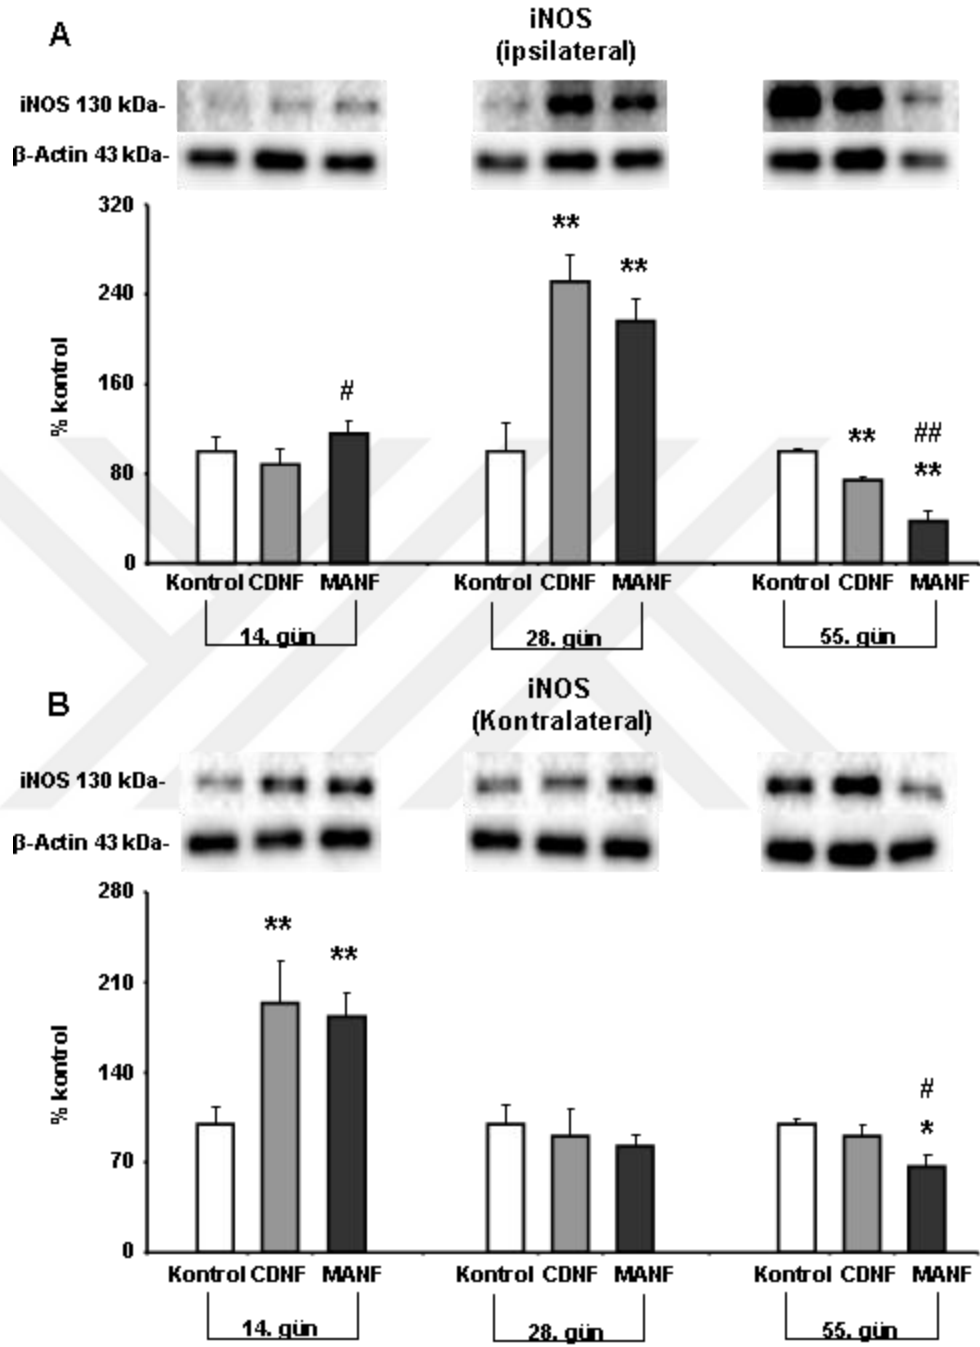 A
iNOS
(ipsilateral)
iNOS 130 kDa-
β-Actin 43 kDa-
320
240
160
80
0
% kontrol
#
**
**
**
##
**
Kontrol CDNF MANF
Kontrol CDNF MANF
Kontrol CDNF MANF
14. gün
28. gün
55. gün
B
iNOS
(Kontralateral)
iNOS 130 kDa-
β-Actin 43 kDa-
280
210
140
70
0
% kontrol
**
**
#
*
Kontrol CDNF MANF
Kontrol CDNF MANF
Kontrol CDNF MANF
14. gün
28. gün
55. gün